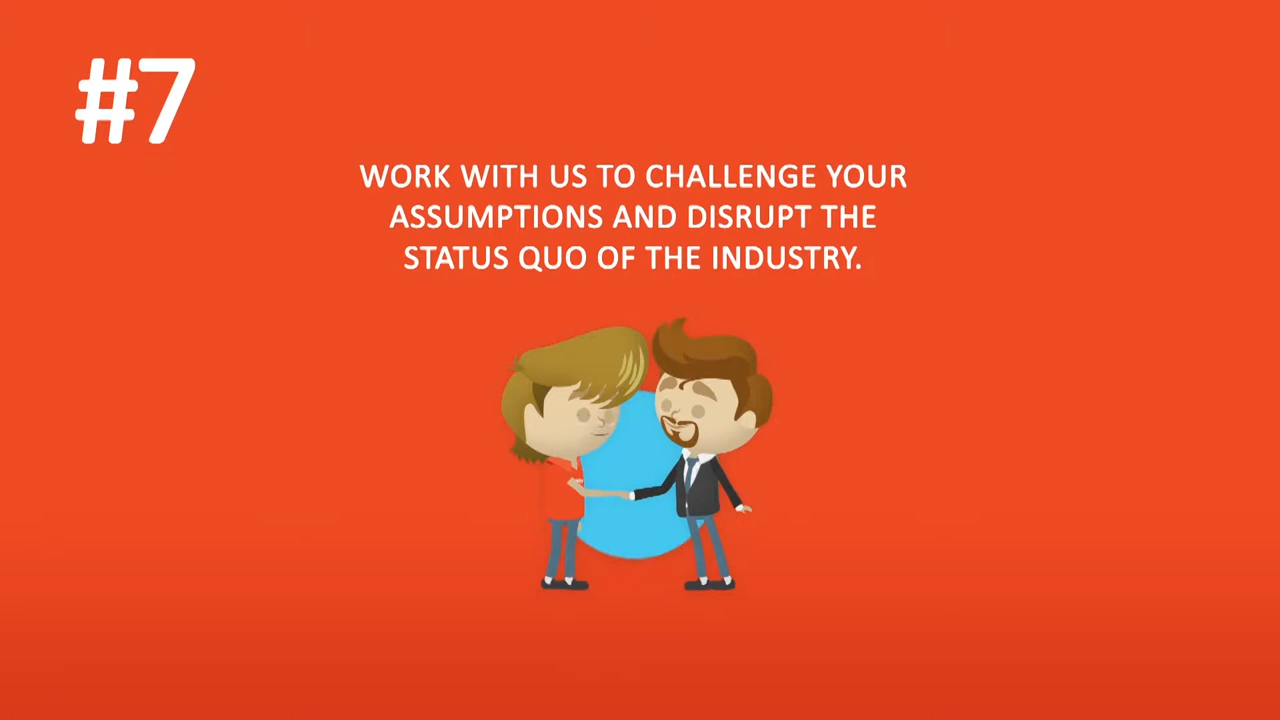 #7
WORK WITH US TO CHALLENGE YOUR
ASSUMPTIONS AND DISRUPT THE
STATUS QUO OF THE INDUSTRY.